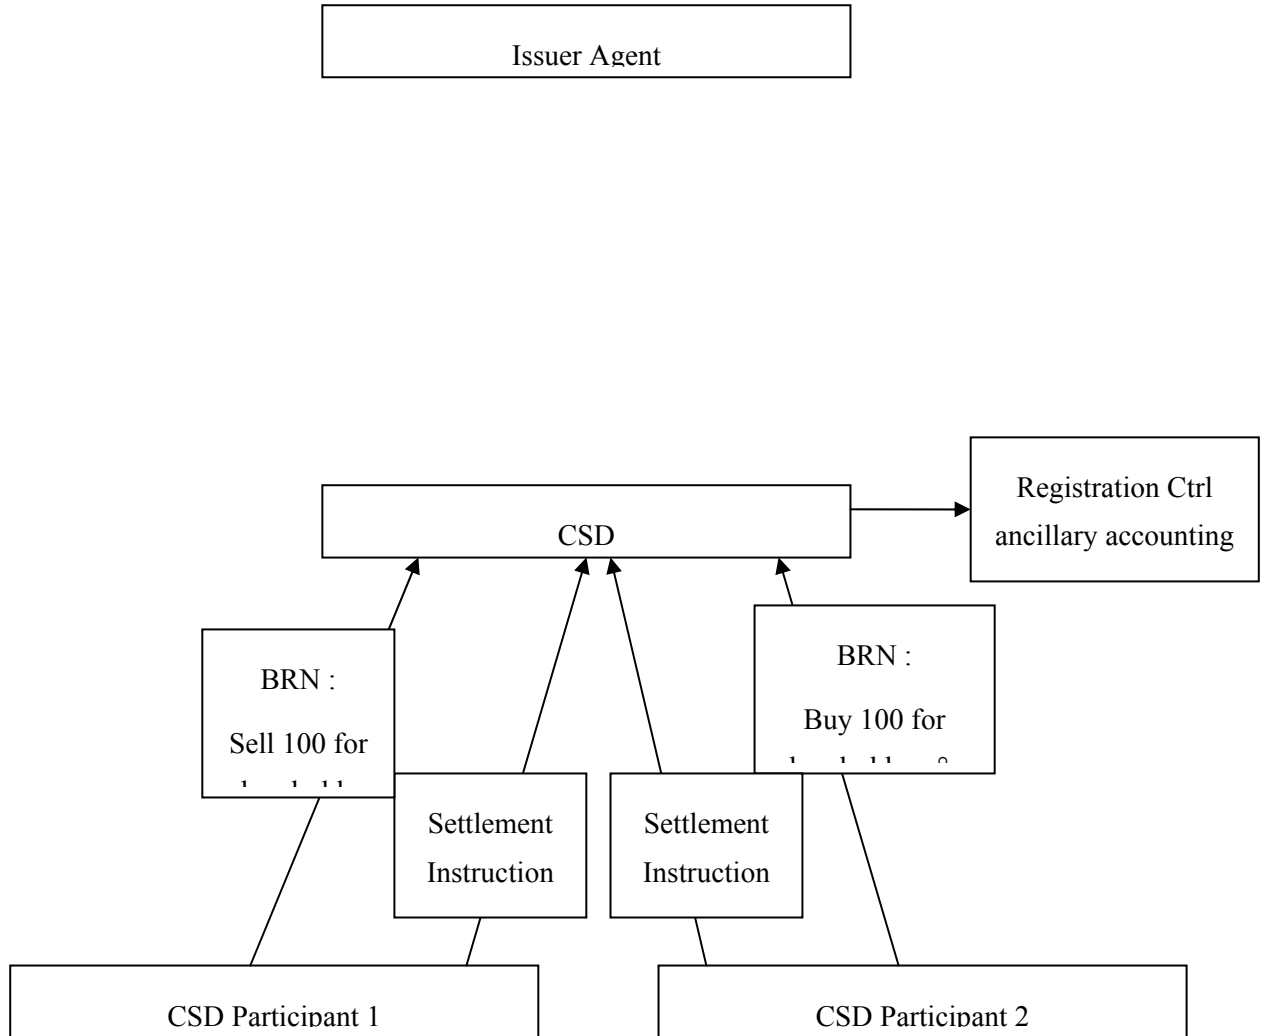 Issuer Agent
Registration Ctrl
ancillary accounting
CSD
BRN :
Sell 100 for
BRN :
Buy 100 for
Settlement
Instruction
Settlement
Instruction
CSD Participant 1
CSD Participant 2